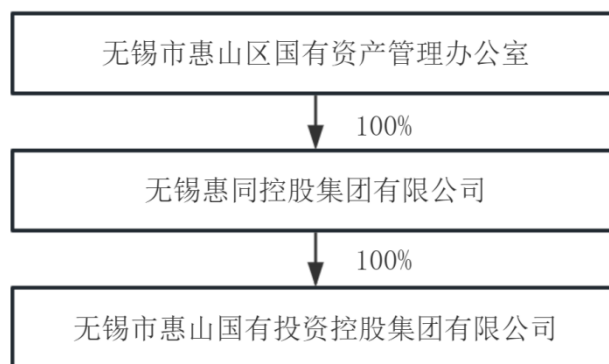 无锡市惠山区国有资产管理办公室
100%
无锡惠同控股集团有限公司
100%
无锡市惠山国有投资控股集团有限公司